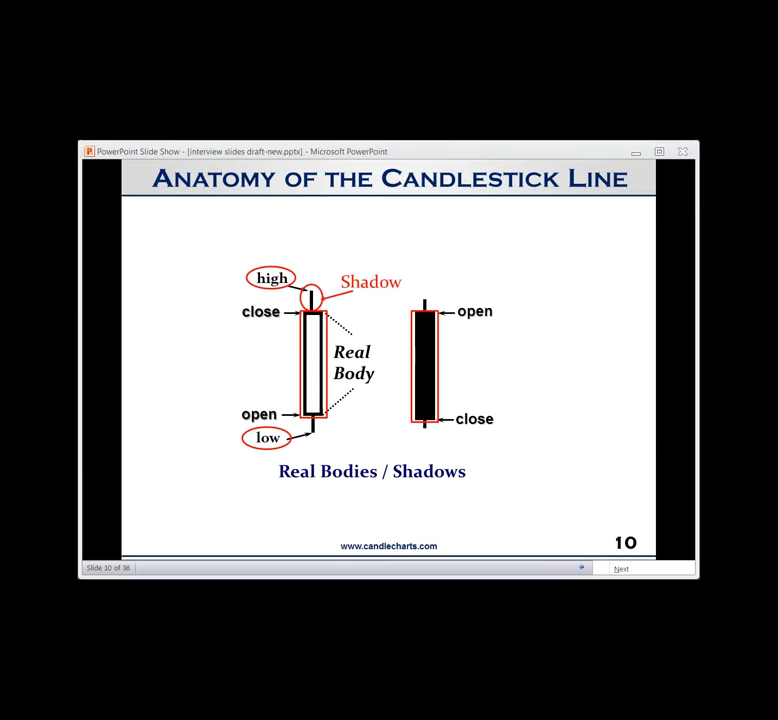 PowerPoint Slide Show - [interview slides draft-new.pptx] - Microsoft PowerPoint
ANATOMY OF THE CANDLESTICK LINE
high
Shadow
close
open
Real
Body
open
close
low
Real Bodies / Shadows
www.candlecharts.com
10
Slide 10 of 36
Next